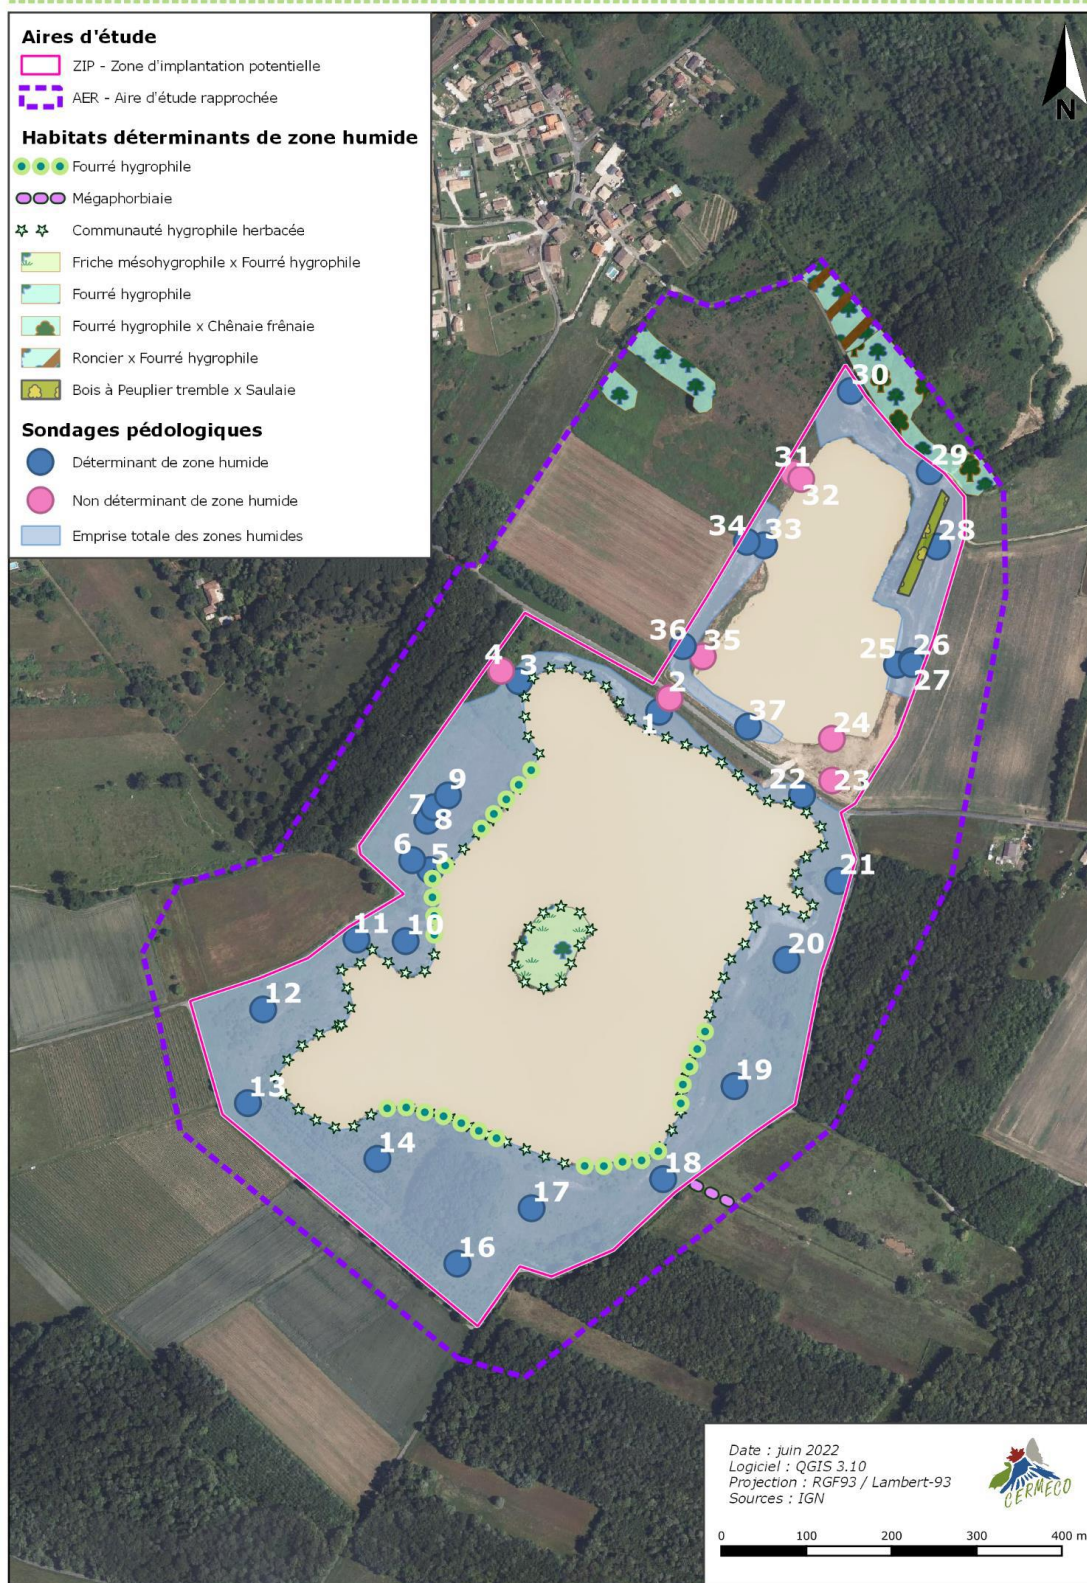 Aires d'étude
ZIP - Zone d'implantation potentielle
AER - Aire d'étude rapprochée
Habitats déterminants de zone humide
Fourré hygrophile
Mégaphorbiaie
Communauté hygrophile herbacée
Friche mésohygrophile x Fourré hygrophile
Fourré hygrophile
Fourré hygrophile x Chênaie frênaie
Roncier x Fourré hygrophile
Bois à Peuplier tremble x Saulaie
Sondages pédologiques
Déterminant de zone humide
Non déterminant de zone humide
Emprise totale des zones humides
N
30
31
29
32
34
33
28
36
35
26
25
4
3
27
2
1
37
24
9
22
23
7
8
6
5
21
11
10
20
12
19
13
14
18
17
16
Date : juin 2022
Logiciel : QGIS 3.10
Projection : RGF93 / Lambert-93
Sources : IGN
CERMECO
0 100 200 300 400 m